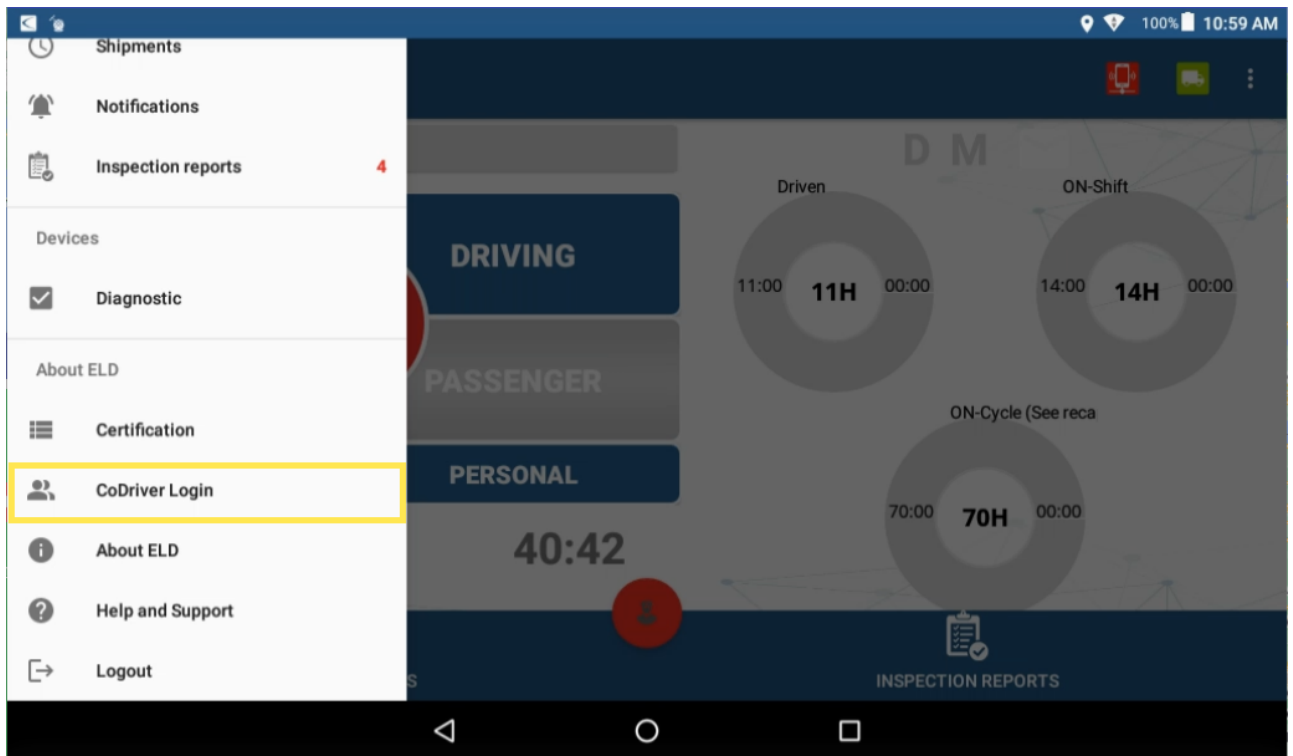 100% 10:59 AM
Shipments
Notifications
Inspection reports 4
Devices
Diagnostic
About ELD
Certification
CoDriver Login
About ELD
Help and Support
Logout
DRIVING
PASSENGER
PERSONAL
40:42
S
D M
Driven
11:00 11H 00:00
ON-Shift
14:00 14H 00:00
ON-Cycle (See reca
70:00 70H 00:00
INSPECTION REPORTS